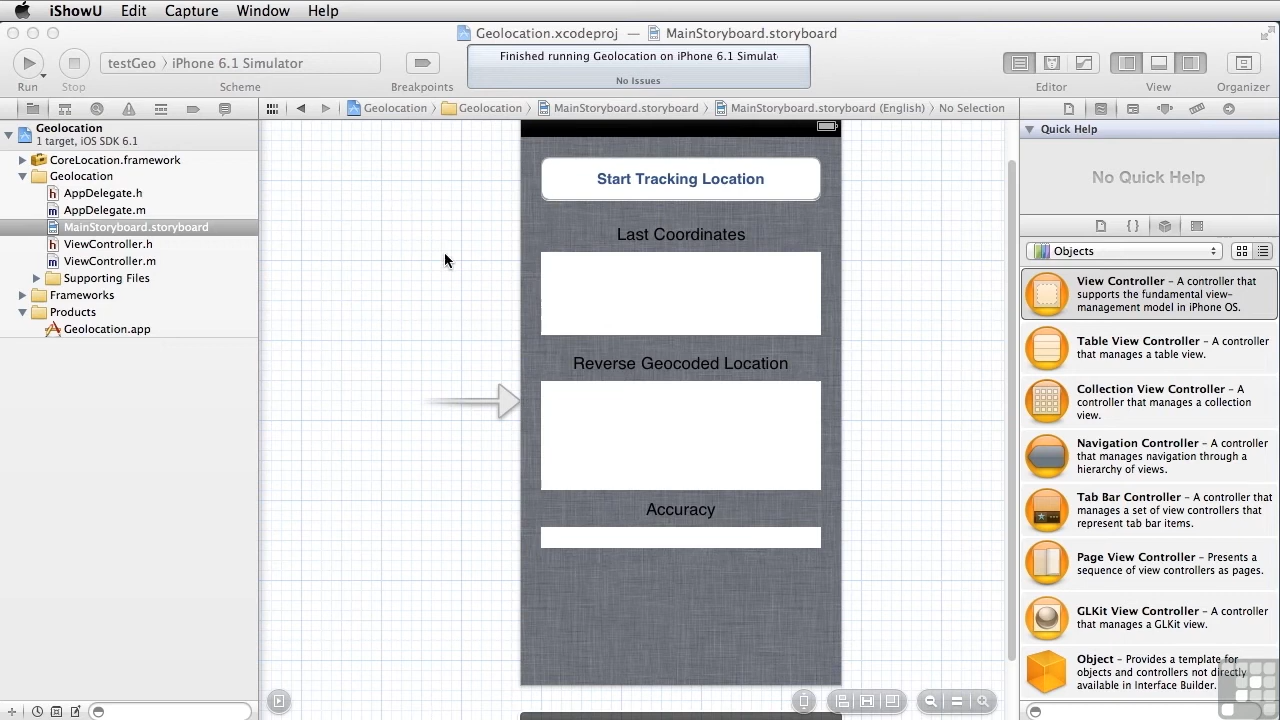 iShowU Edit Capture Window Help
Geolocation.xcodeproj — MainStoryboard.storyboard
Finished running Geolocation on iPhone 6.1 Simulat
No Issues
testGeo iPhone 6.1 Simulator
Run Stop Scheme Breakpoints Editor View Organizer
Geolocation Geolocation MainStoryboard.storyboard MainStoryboard.storyboard (English) No Selection
Geolocation
1 target, iOS SDK 6.1
CoreLocation.framework
Geolocation
AppDelegate.h
AppDelegate.m
MainStoryboard.storyboard
ViewController.h
ViewController.m
Supporting Files
Frameworks
Products
Geolocation.app
Start Tracking Location
Last Coordinates
Reverse Geocoded Location
Accuracy
Quick Help
No Quick Help
{ }
Objects
View Controller – A controller that
supports the fundamental view-
management model in iPhone OS.
Table View Controller – A controller
that manages a table view.
Collection View Controller – A
controller that manages a collection
view.
Navigation Controller – A controller
that manages navigation through a
hierarchy of views.
Tab Bar Controller – A controller that
manages a set of view controllers that
represent tab bar items.
Page View Controller – Presents a
sequence of view controllers as pages.
GLKit View Controller – A controller
that manages a GLKit view.
Object – Provides a template for
objects and controllers not directly
available in Interface Builder.